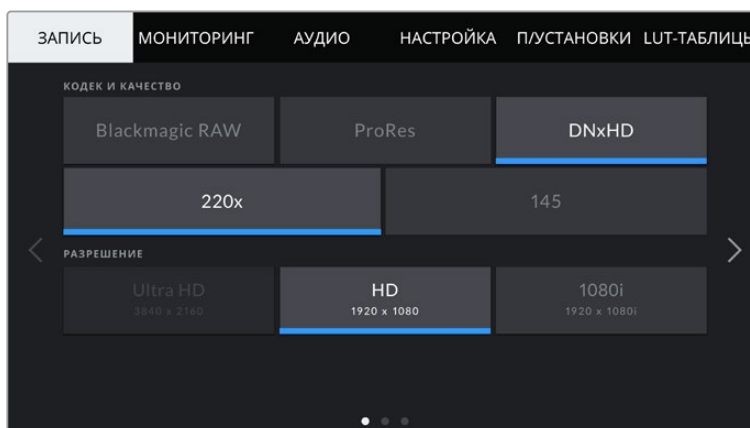 ЗАПИСЬ МОНИТОРИНГ АУДИО НАСТРОЙКА П/УСТАНОВКИ LUT-ТАБЛИЦЫ
КОДЕК И КАЧЕСТВО
Blackmagic RAW ProRes DNxHD
220x 145
РАЗРЕШЕНИЕ
Ultra HD HD 1080i
3840 x 2160 1920 x 1080 1920 x 1080i